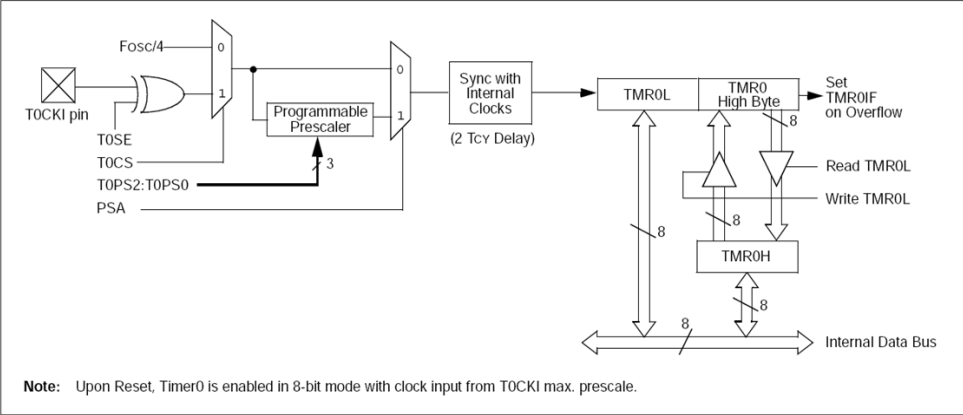 Fosc/4
0
1
T0CKI pin
T0SE
T0CS
T0PS2:T0PS0
PSA
Programmable
Prescaler
3
0
1
Sync with
Internal
Clocks
(2 TCY Delay)
TMR0L
TMR0
High Byte
Set
TMR0IF
on Overflow
8
Read TMR0L
Write TMR0L
8
8
TMR0H
8
8
Internal Data Bus
Note: Upon Reset, Timer0 is enabled in 8-bit mode with clock input from T0CKI max. prescale.